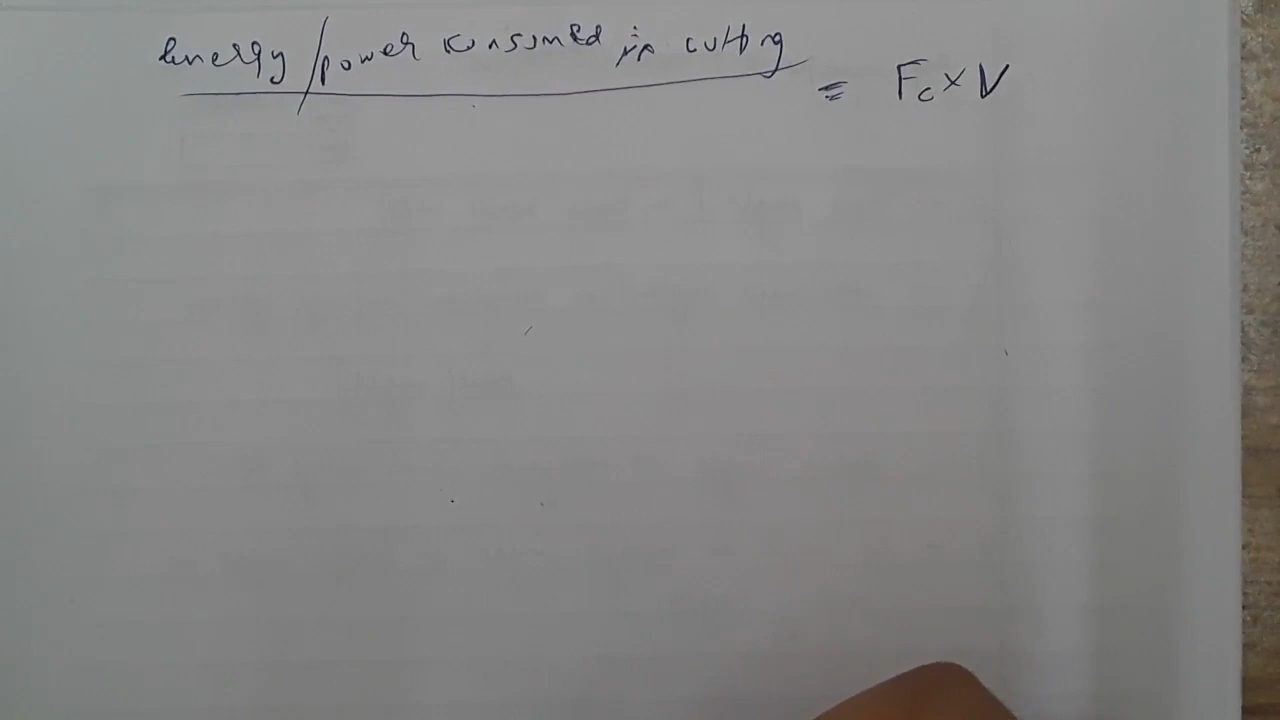 energy/power consumed in cutting = Fc × V